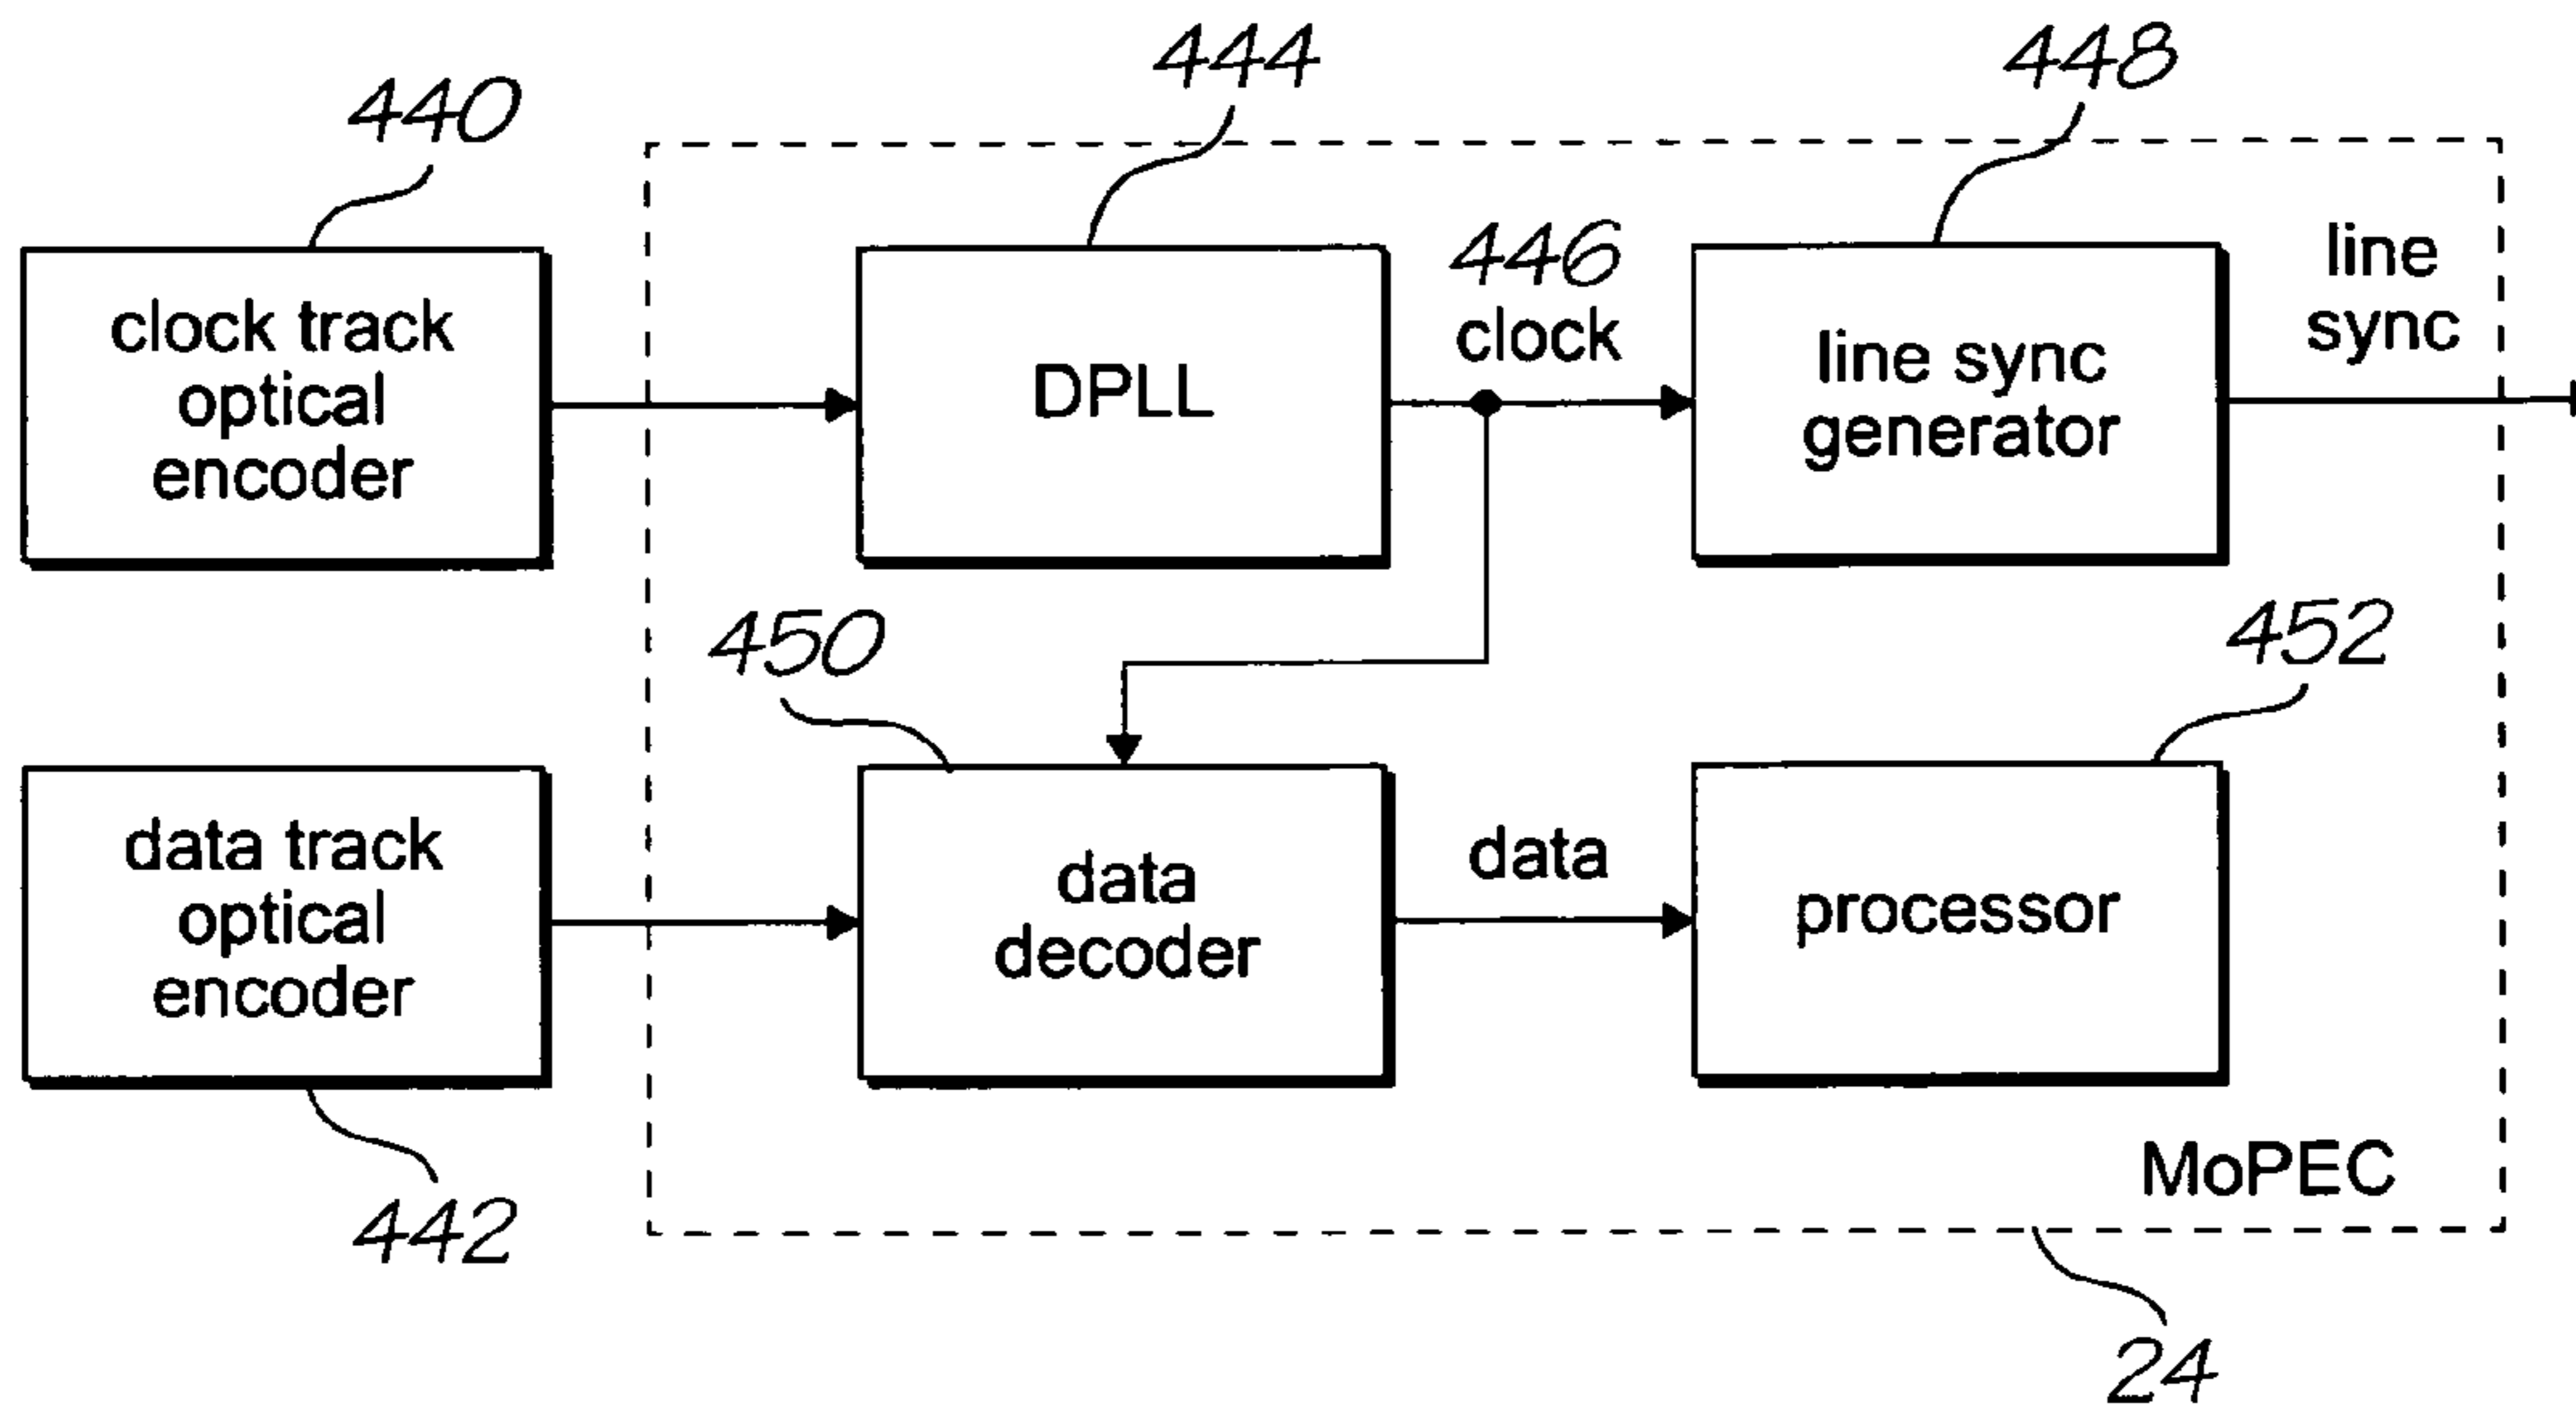 444
448
440
446
clock
line
sync
clock track
optical
encoder
DPLL
line sync
generator
450
452
data track
optical
encoder
data
decoder
data
processor
MoPEC
442
24